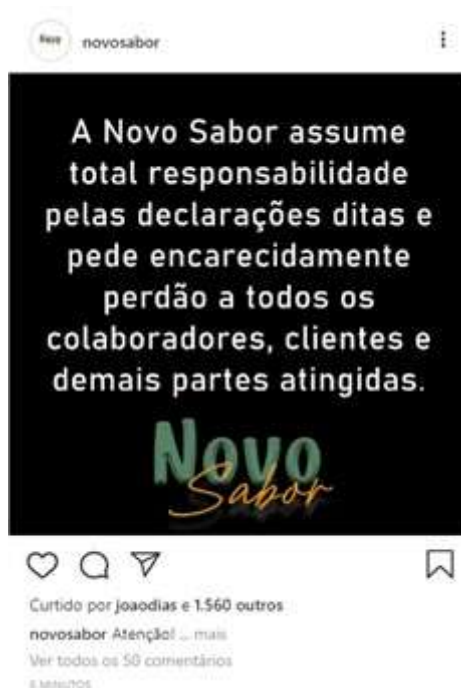 novosabor
A Novo Sabor assume
total responsabilidade
pelas declarações ditas e
pede encarecidamente
perdão a todos os
colaboradores, clientes e
demais partes atingidas.
Novo
Sabor
Curtido por joaodias e 1.560 outros
novosabor Atenção! ... mais
Ver todos os 50 comentários
MINUTOS